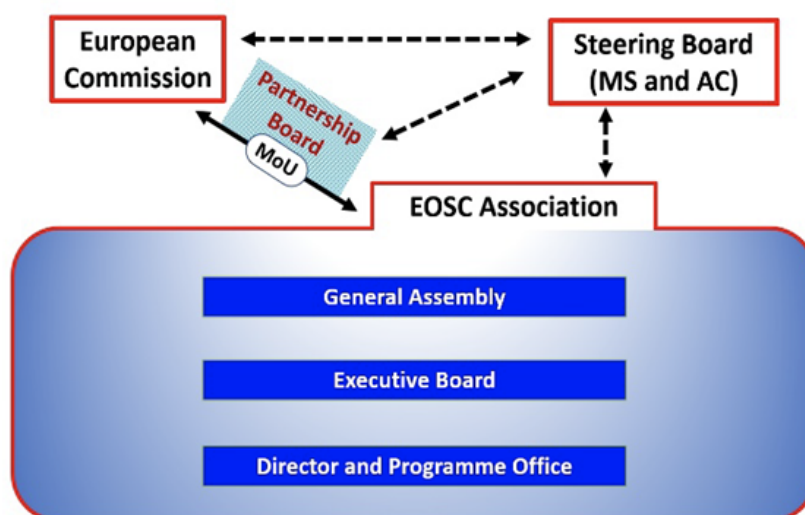 European
Commission
Steering Board
(MS and AC)
Partnership
Board
MoU
EOSC Association
General Assembly
Executive Board
Director and Programme Office